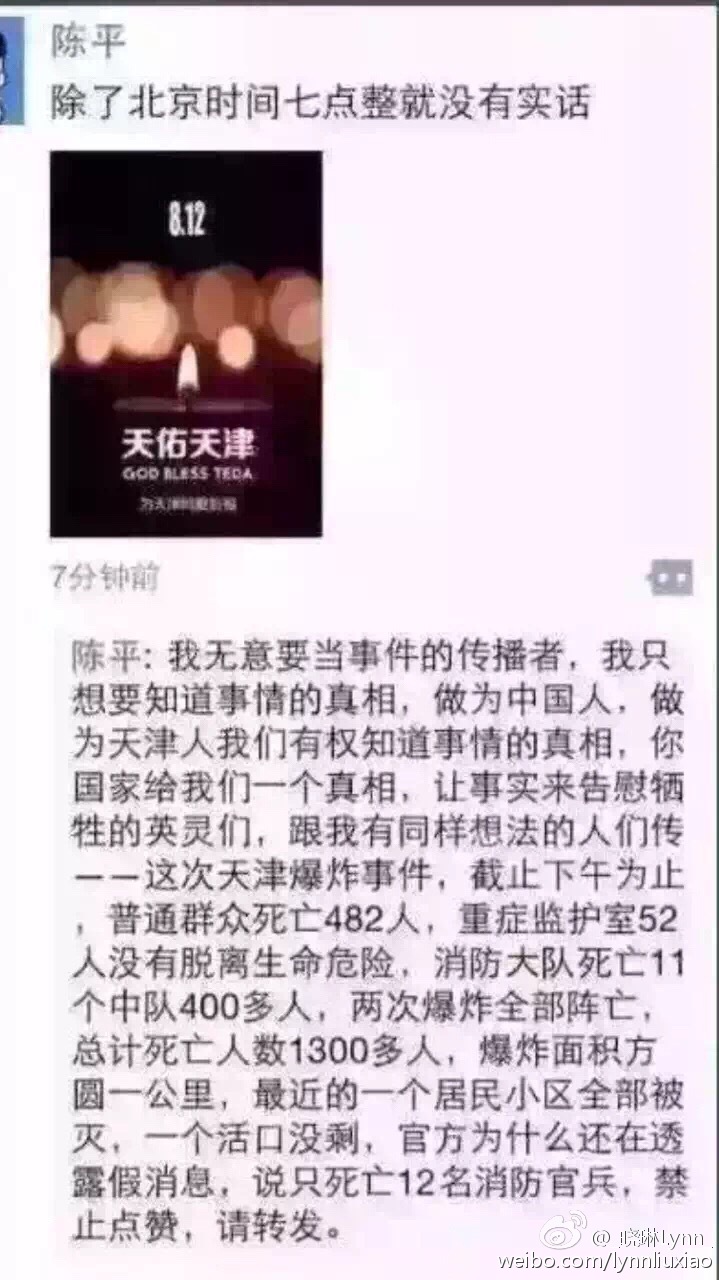 陈平
除了北京时间七点整就没有实话
8.12
天佑天津
GOD BLESS TEDA
7分钟前
陈平: 我无意要当事件的传播者，我只
想要知道事情的真相，做为中国人，做
为天津人我们有权知道事情的真相，你
国家给我们一个真相，让事实来告慰牺
牲的英灵们，跟我有同样想法的人们传
——这次天津爆炸事件，截止下午为止
，普通群众死亡482人，重症监护室52
人没有脱离生命危险，消防大队死亡11
个中队400多人，两次爆炸全部阵亡，
总计死亡人数1300多人，爆炸面积方
圆一公里，最近的一个居民小区全部被
灭，一个活口没剩，官方为什么还在透
露假消息，说只死亡12名消防官兵，禁
止点赞，请转发。
@_晓琳Lynn
weibo.com/lynnliuxiao